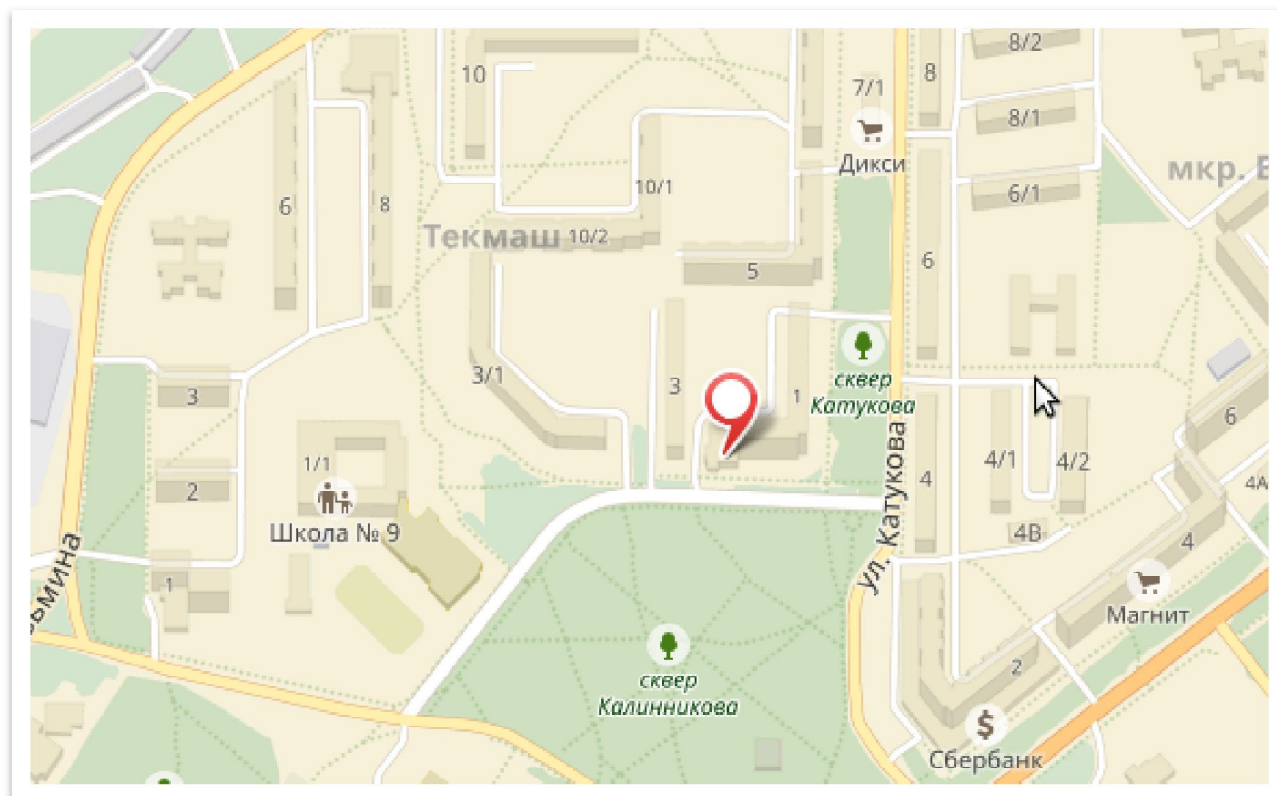 8/2
10
8
7/1
8/1
Дикси
мкр. В
10/1
6/1
6
8
Текмаш
10/2
6
5
3/1
3
1
сквер
Катукова
3
6
1/1
4/1
4/2
4А
2
4
ул. Катукова
Школа № 9
4В
4
1
ьмина
Магнит
сквер
Калинникова
2
Сбербанк